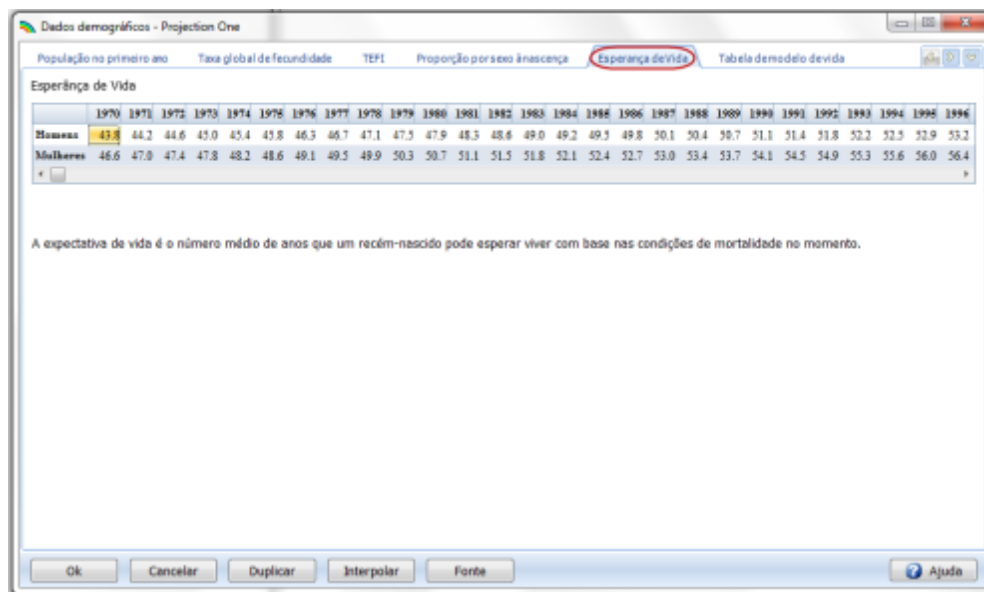 Dados demográficos - Projection One
População no primeiro ano Taxa global de fecundidade TEFI Proporção por sexo à nascença Esperança de Vida Tabela de modelo de vida
Esperânça de Vida
1970 1971 1972 1973 1974 1975 1976 1977 1978 1979 1980 1981 1982 1983 1984 1985 1986 1987 1988 1989 1990 1991 1992 1993 1994 1995 1996
Homens 43.8 44.2 44.6 45.0 45.4 45.8 46.3 46.7 47.1 47.5 47.9 48.3 48.6 49.0 49.2 49.5 49.8 50.1 50.4 50.7 51.1 51.4 51.8 52.2 52.5 52.9 53.2
Mulheres 46.6 47.0 47.4 47.8 48.2 48.6 49.1 49.5 49.9 50.3 50.7 51.1 51.5 51.8 52.1 52.4 52.7 53.0 53.4 53.7 54.1 54.5 54.9 55.3 55.6 56.0 56.4
A expectativa de vida é o número médio de anos que um recém-nascido pode esperar viver com base nas condições de mortalidade no momento.
Ok Cancelar Duplicar Interpolar Fonte Ajuda